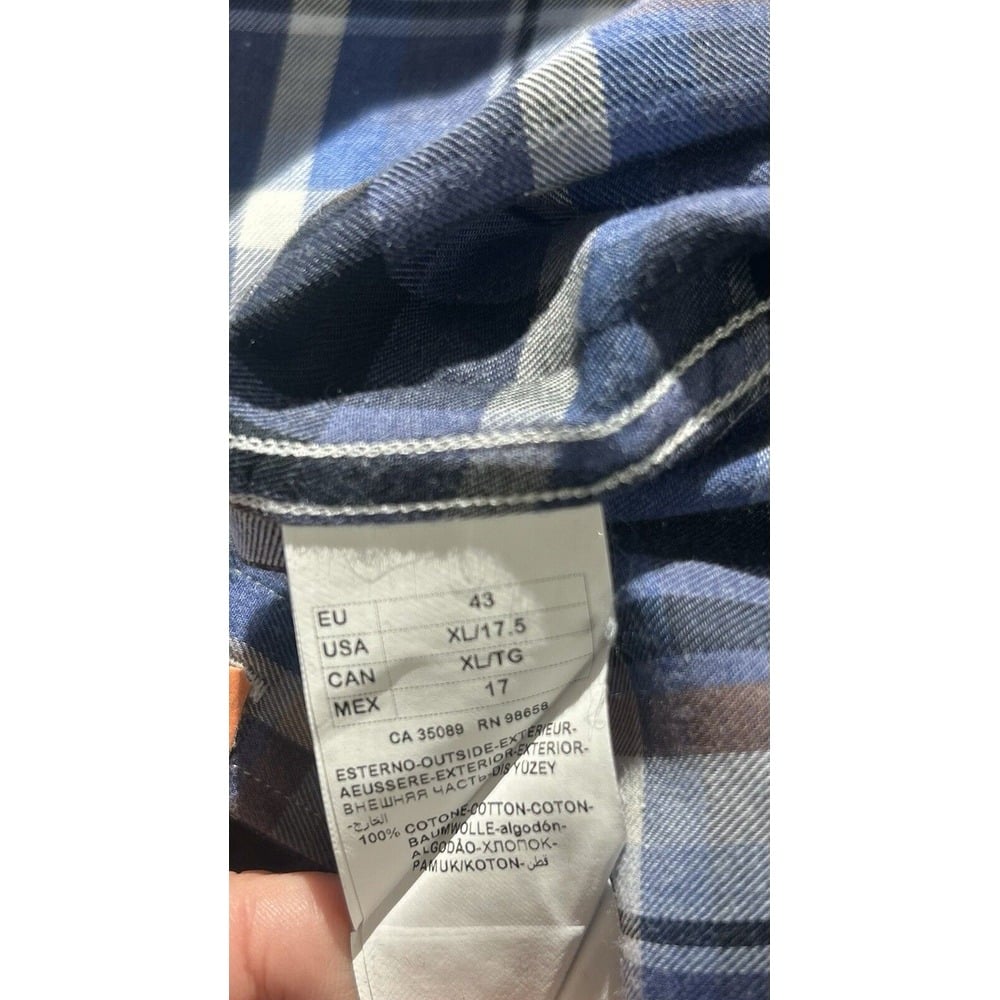 EU 43
USA XL/17.5
CAN XL/TG
MEX 17
CA 35089 RN 98658
ESTERNO-OUTSIDE-EXTÉRIEUR-
AEUSSERE-EXTERIOR-EXTERIOR-
ВНЕШНЯЯ ЧАСТЬ-DIŞ YÜZEY
الخارج-
100% COTONE-COTTON-COTON-
BAUMWOLLE-algodón-
ALGODÃO-ХЛОПОК-
PAMUK/KOTON-قطن